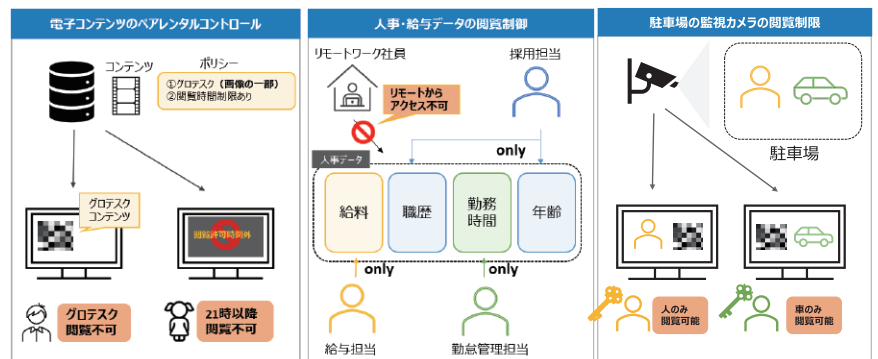 電子コンテンツのペアレンタルコントロール
コンテンツ
ポリシー
①グロテスク（画像の一部）
②閲覧時間制限あり
グロテスク
コンテンツ
閲覧許可時間外
グロテスク
閲覧不可
21時以降
閲覧不可
人事・給与データの閲覧制御
リモートワーク社員
採用担当
リモートから
アクセス不可
only
人事データ
給料
職歴
勤務
時間
年齢
only
only
給与担当
勤怠管理担当
駐車場の監視カメラの閲覧制限
駐車場
人のみ
閲覧可能
車のみ
閲覧可能